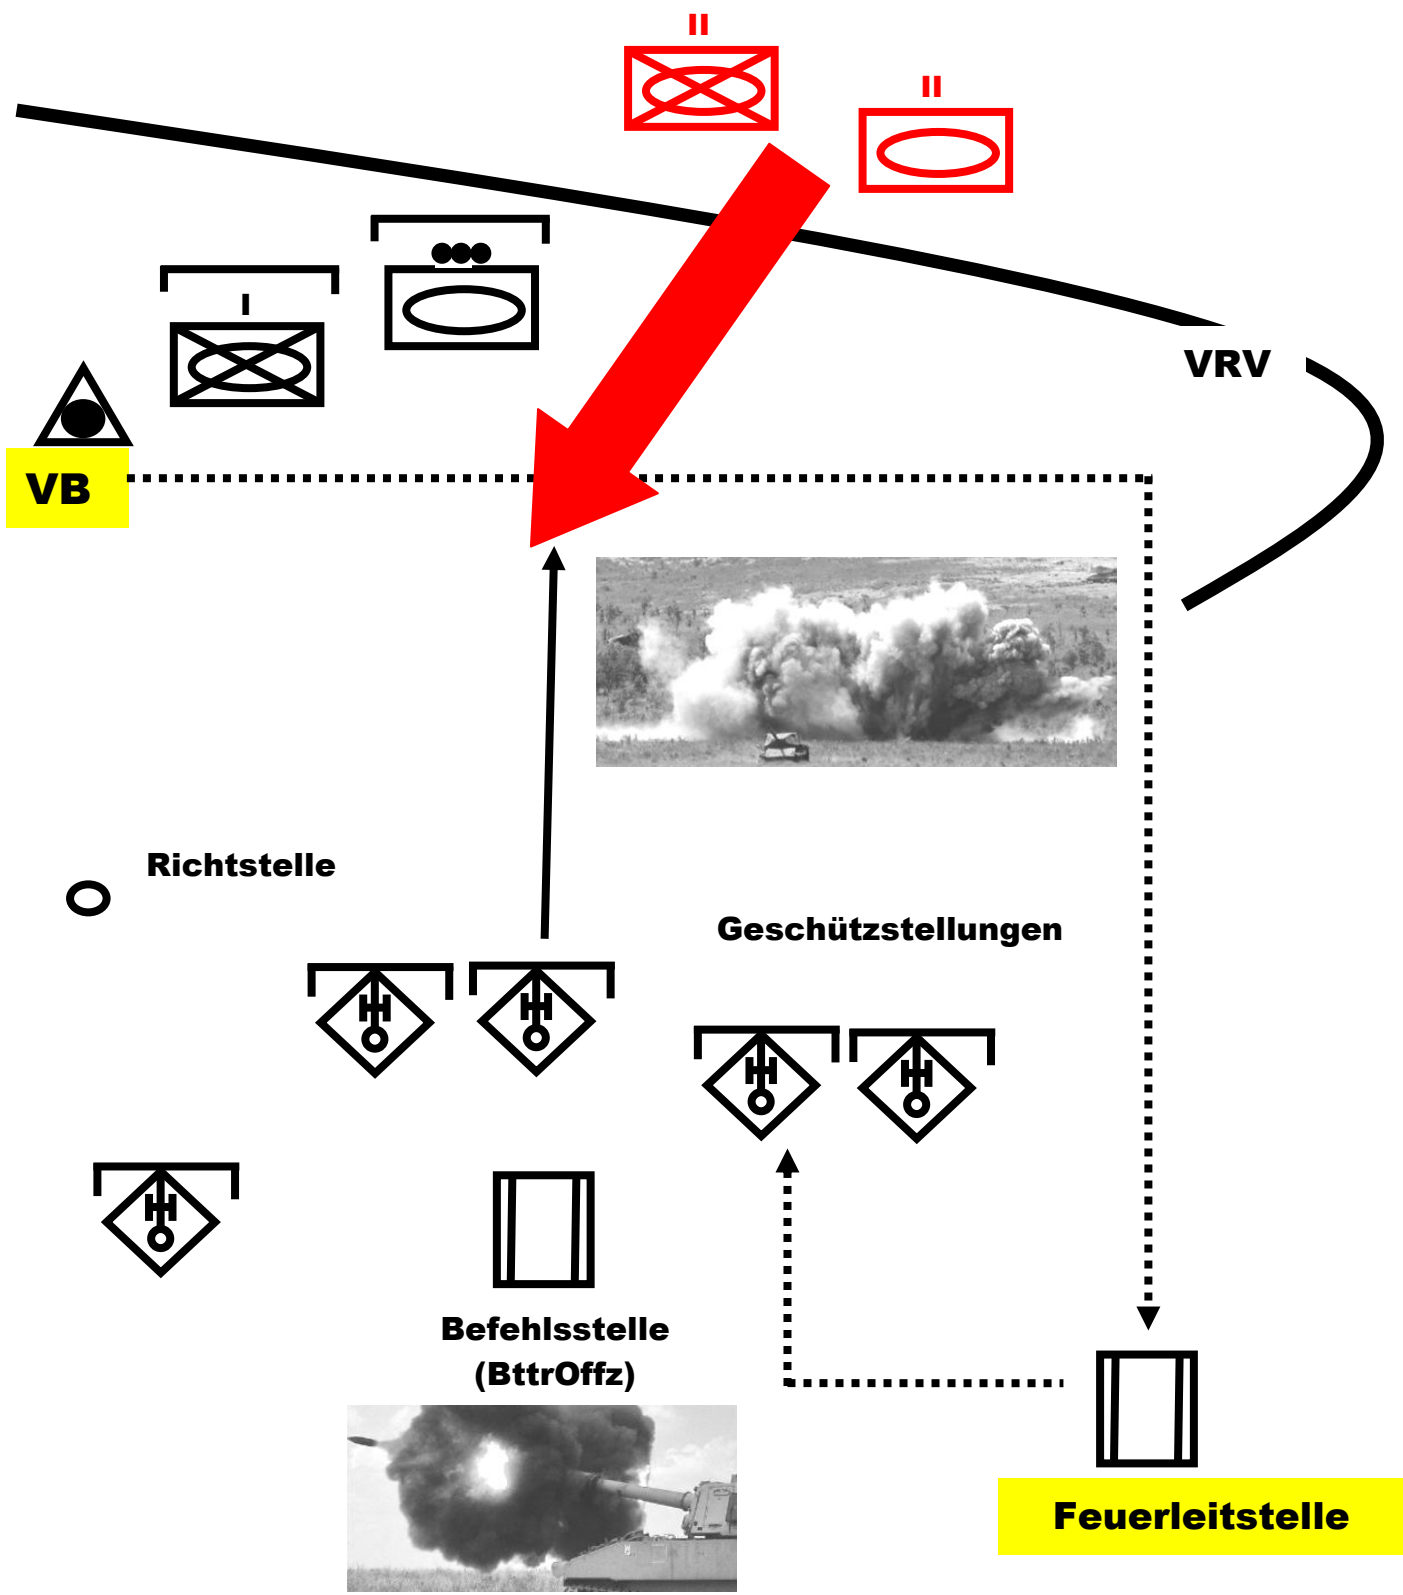 II
II
I
VRV
VB
Richtstelle
Geschützstellungen
Befehlsstelle
(BttrOffz)
Feuerleitstelle